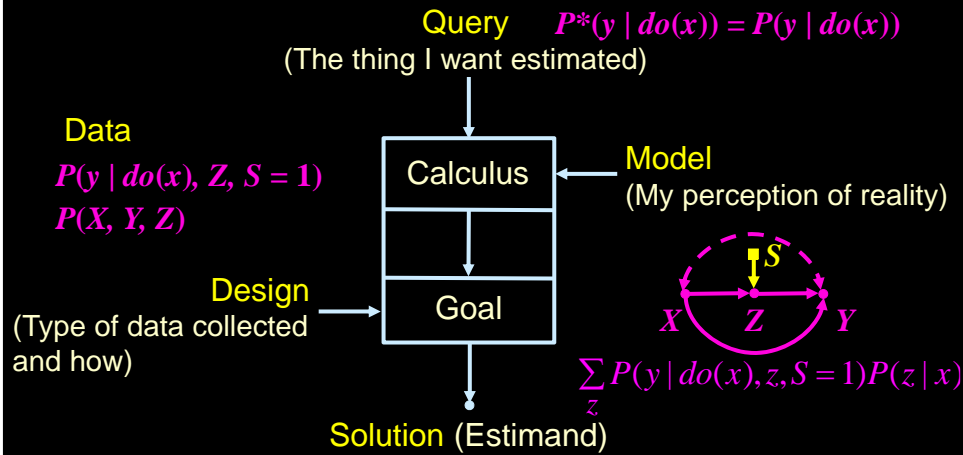 Query P*(y | do(x)) = P(y | do(x))
(The thing I want estimated)
Data
P(y | do(x), Z, S = 1)
P(X, Y, Z)
Calculus
Model
(My perception of reality)
S
X Z Y
Design
(Type of data collected
and how)
Goal
∑_z P(y | do(x), z, S = 1)P(z | x)
Solution (Estimand)